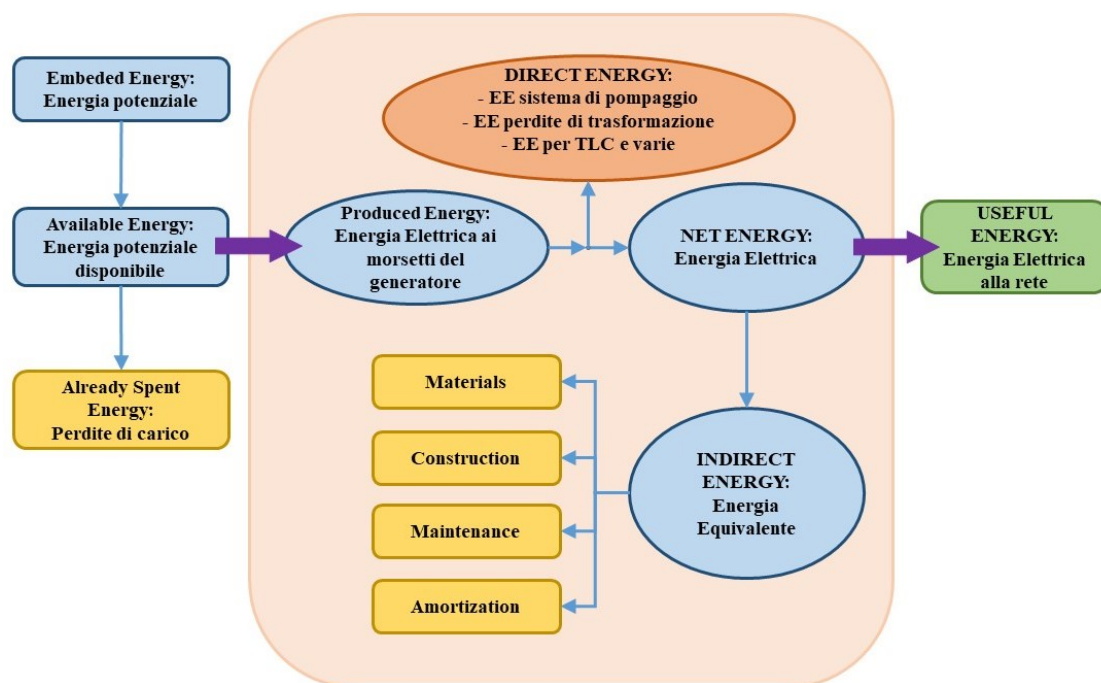 Embeded Energy:
Energia potenziale
DIRECT ENERGY:
- EE sistema di pompaggio
- EE perdite di trasformazione
- EE per TLC e varie
Available Energy:
Energia potenziale
disponibile
Produced Energy:
Energia Elettrica ai
morsetti del
generatore
NET ENERGY:
Energia Elettrica
USEFUL
ENERGY:
Energia Elettrica
alla rete
Already Spent
Energy:
Perdite di carico
Materials
Construction
Maintenance
Amortization
INDIRECT
ENERGY:
Energia
Equivalente